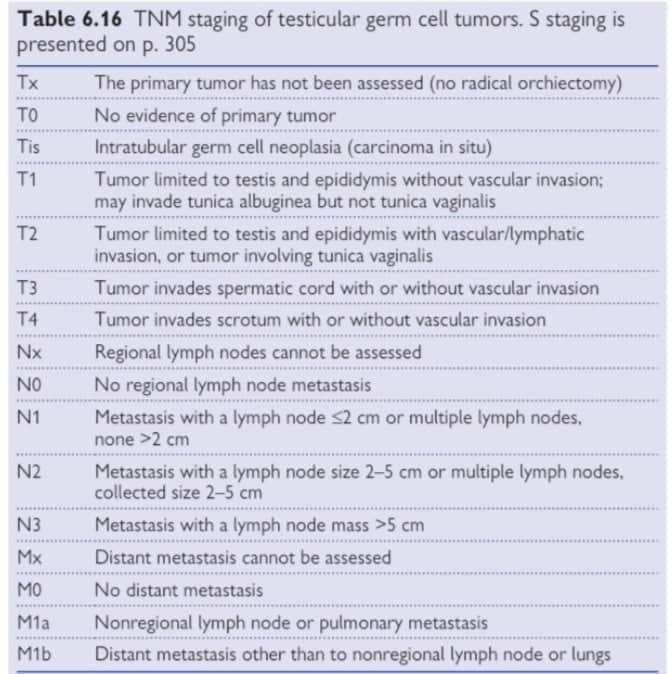 Table 6.16 TNM staging of testicular germ cell tumors. S staging is
presented on p. 305
Tx The primary tumor has not been assessed (no radical orchiectomy)
T0 No evidence of primary tumor
Tis Intratubular germ cell neoplasia (carcinoma in situ)
T1 Tumor limited to testis and epididymis without vascular invasion;
may invade tunica albuginea but not tunica vaginalis
T2 Tumor limited to testis and epididymis with vascular/lymphatic
invasion, or tumor involving tunica vaginalis
T3 Tumor invades spermatic cord with or without vascular invasion
T4 Tumor invades scrotum with or without vascular invasion
Nx Regional lymph nodes cannot be assessed
N0 No regional lymph node metastasis
N1 Metastasis with a lymph node ≤2 cm or multiple lymph nodes,
none >2 cm
N2 Metastasis with a lymph node size 2–5 cm or multiple lymph nodes,
collected size 2–5 cm
N3 Metastasis with a lymph node mass >5 cm
Mx Distant metastasis cannot be assessed
M0 No distant metastasis
M1a Nonregional lymph node or pulmonary metastasis
M1b Distant metastasis other than to nonregional lymph node or lungs